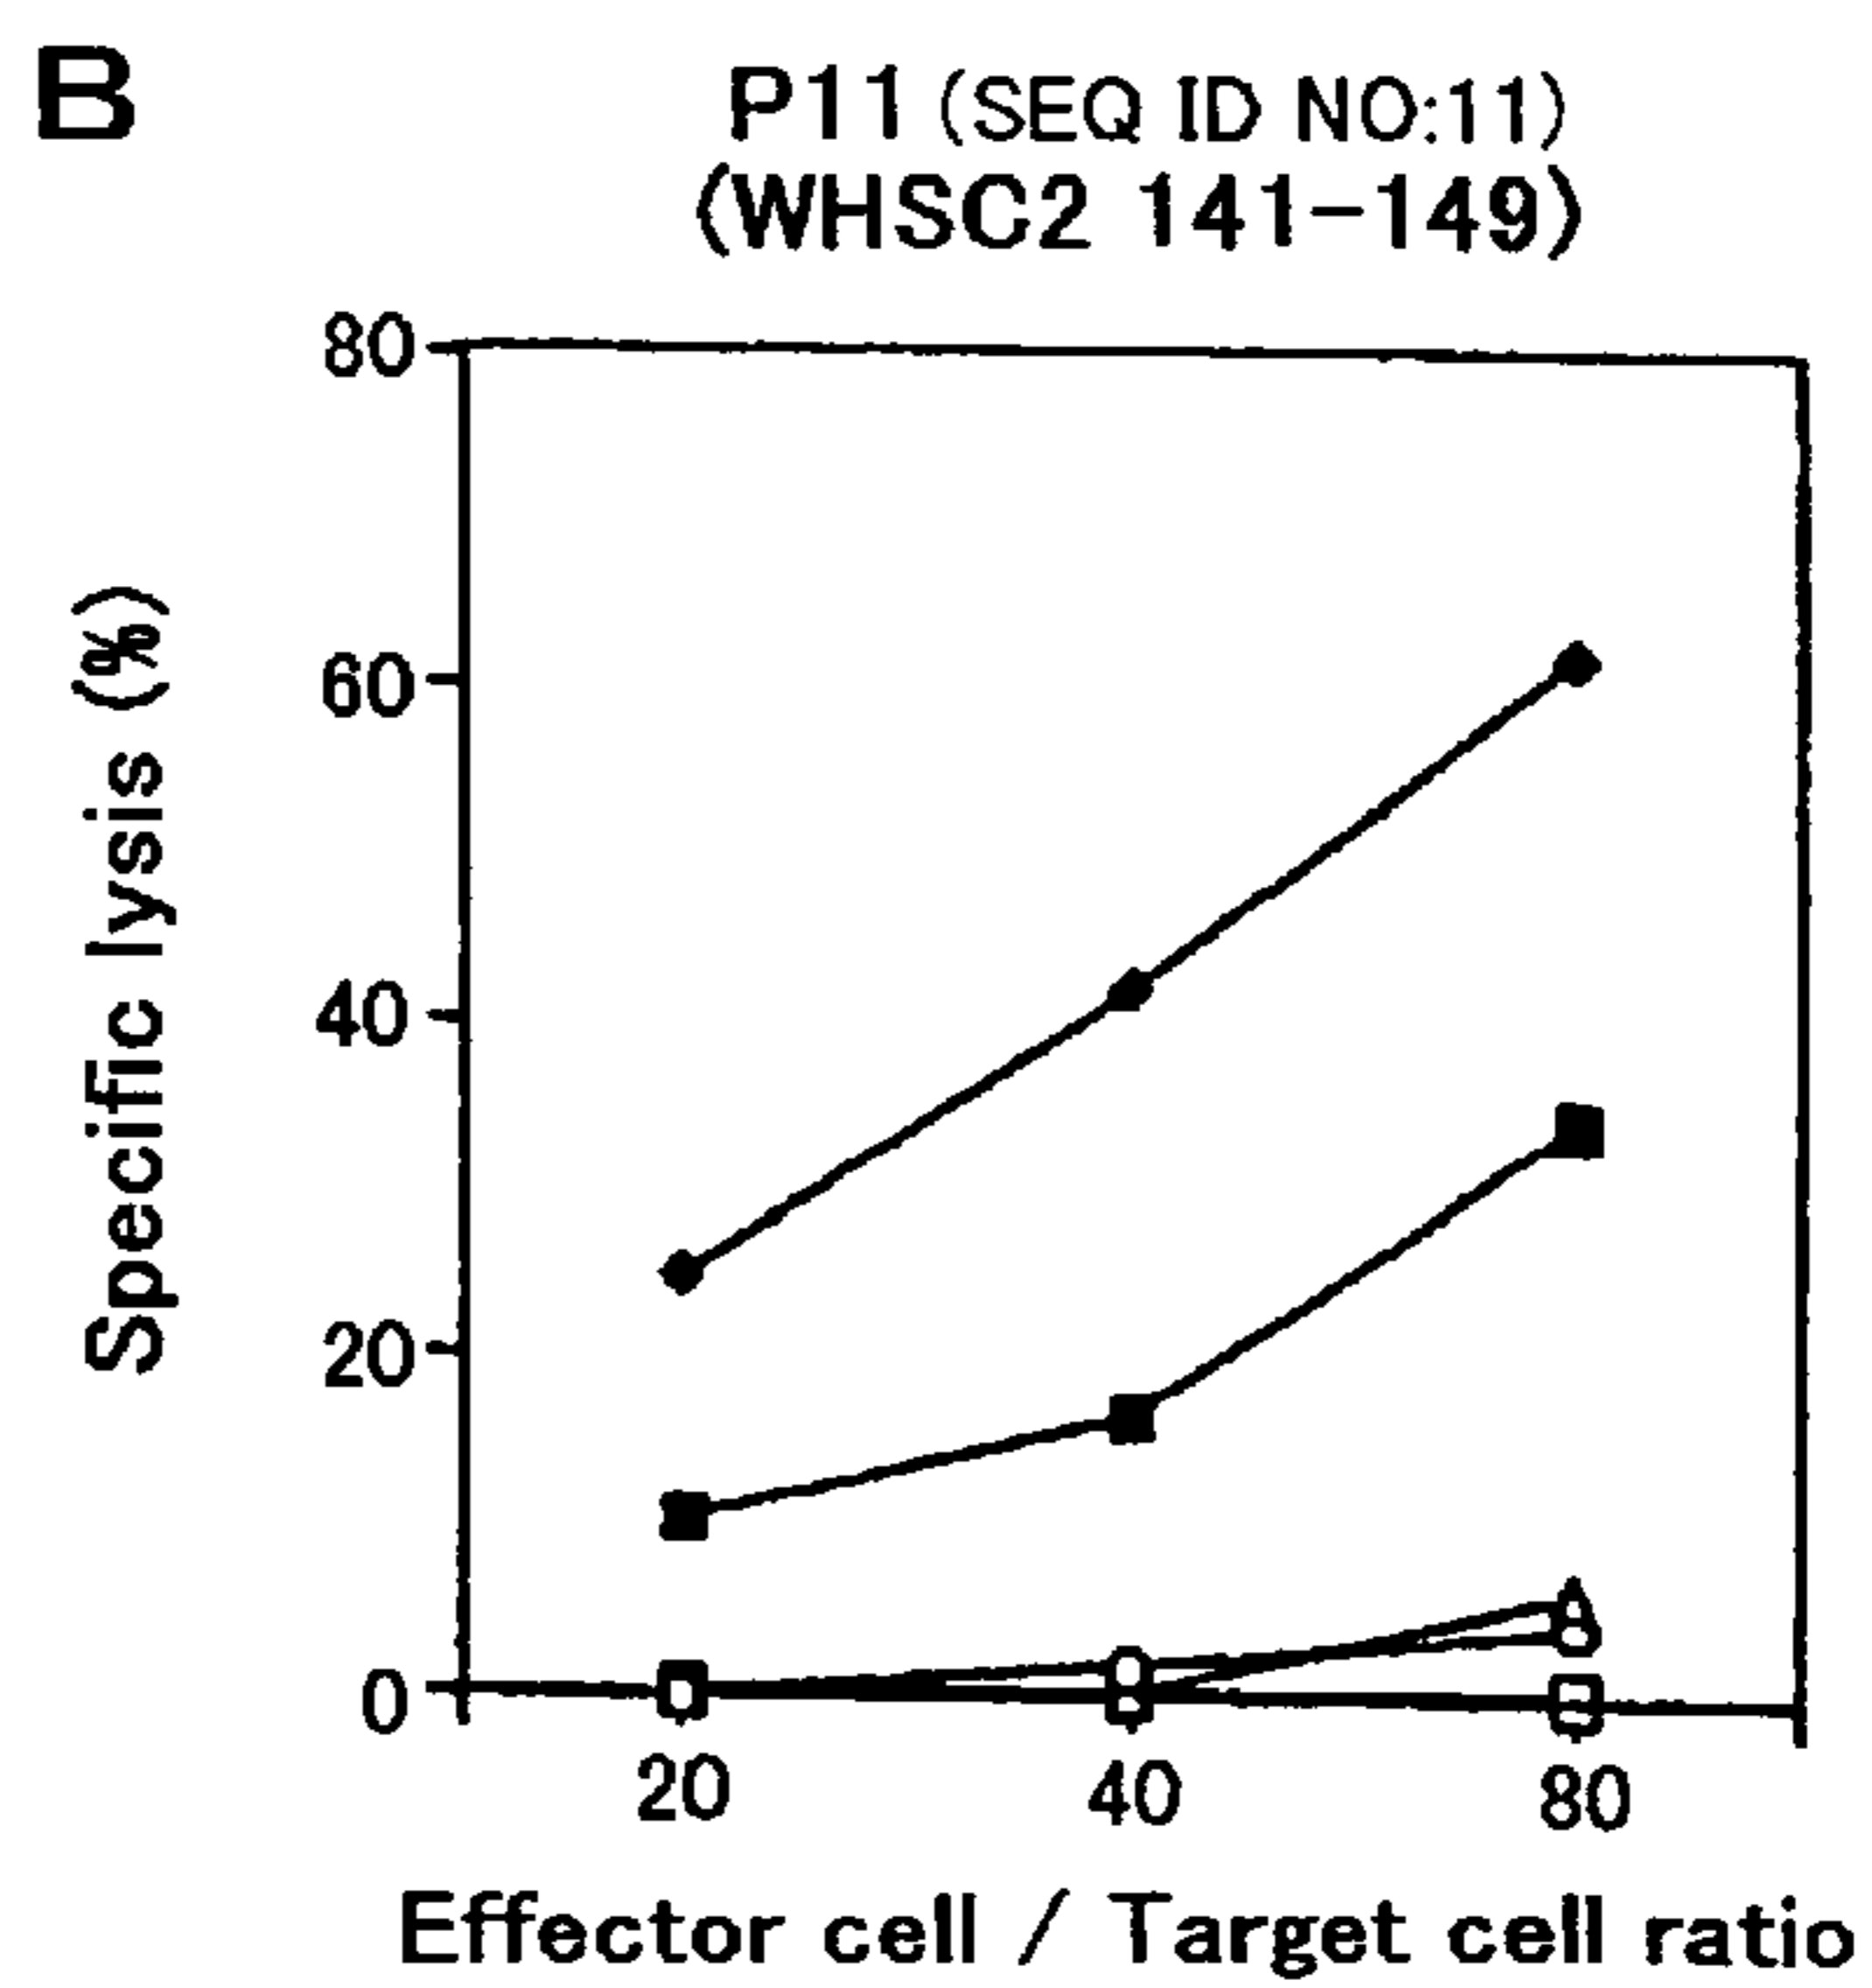 B
P11 (SEQ ID NO:11)
(WHSC2 141-149)
80
60
40
20
0
Specific lysis (%)
20 40 80
Effector cell / Target cell ratio